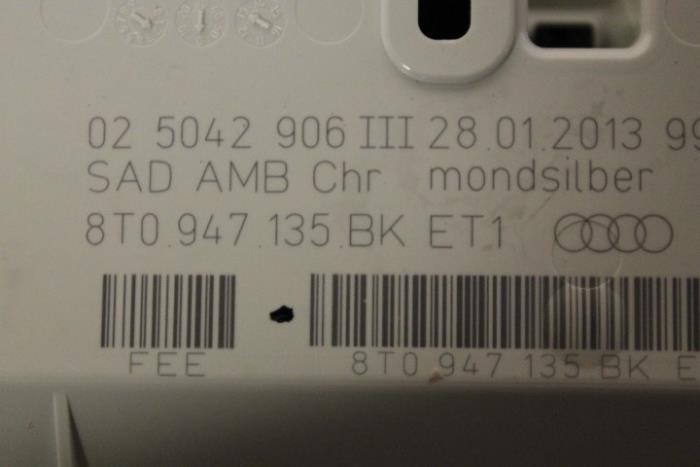 02 5042 906 III 28.01.2013 99
SAD AMB Chr. mondsilber
8T0.947.135.BK ET1
FEE
8T0 947 135 BK E